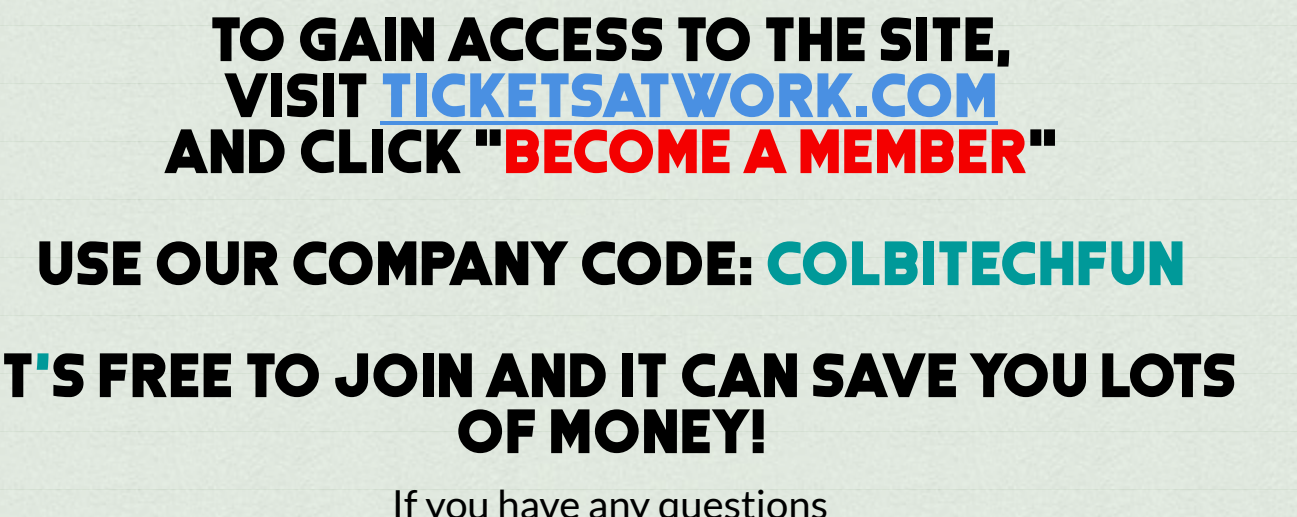 TO GAIN ACCESS TO THE SITE,
VISIT TICKETSATWORK.COM
AND CLICK "BECOME A MEMBER"
USE OUR COMPANY CODE: COLBITECHFUN
T'S FREE TO JOIN AND IT CAN SAVE YOU LOTS
OF MONEY!
If you have any questions